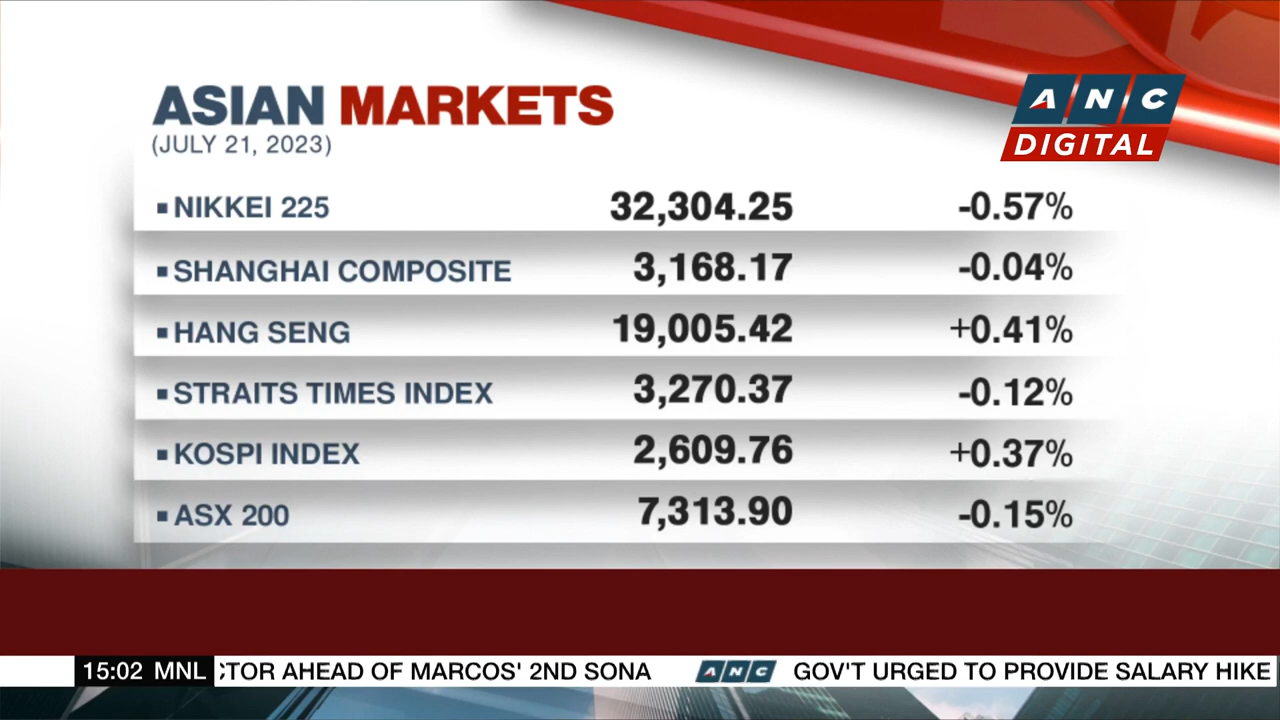 ASIAN MARKETS
(JULY 21, 2023)
ANC
DIGITAL
▪ NIKKEI 225 32,304.25 -0.57%
▪ SHANGHAI COMPOSITE 3,168.17 -0.04%
▪ HANG SENG 19,005.42 +0.41%
▪ STRAITS TIMES INDEX 3,270.37 -0.12%
▪ KOSPI INDEX 2,609.76 +0.37%
▪ ASX 200 7,313.90 -0.15%
15:02 MNL CTOR AHEAD OF MARCOS' 2ND SONA ANC GOV'T URGED TO PROVIDE SALARY HIKE